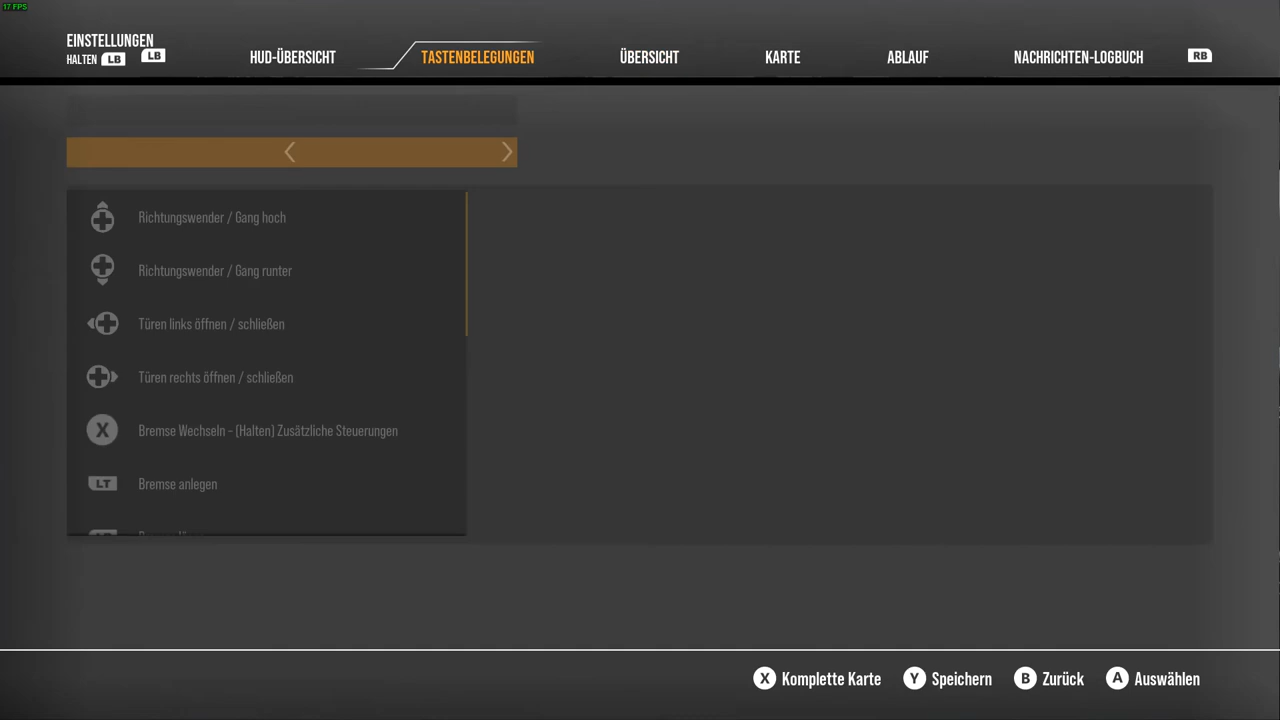 17 FPS
EINSTELLUNGEN
HALTEN LB
LB
HUD-ÜBERSICHT
TASTENBELEGUNGEN
ÜBERSICHT
KARTE
ABLAUF
NACHRICHTEN-LOGBUCH
RB
Richtungswender / Gang hoch
Richtungswender / Gang runter
Türen links öffnen / schließen
Türen rechts öffnen / schließen
X Bremse Wechseln - (Halten) Zusätzliche Steuerungen
LT Bremse anlegen
X Komplette Karte
Y Speichern
B Zurück
A Auswählen